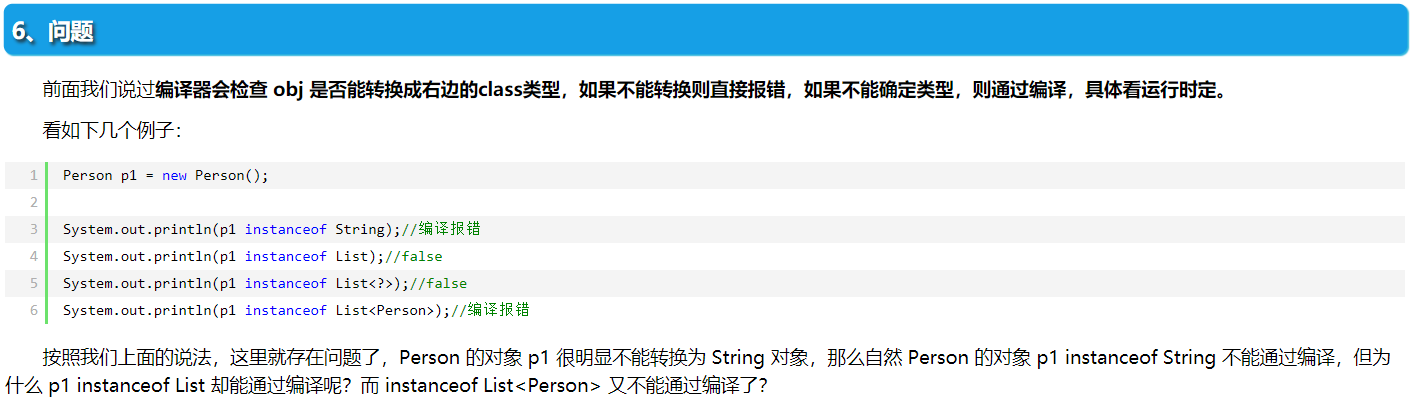 6、问题
前面我们说过编译器会检查 obj 是否能转换成右边的class类型，如果不能转换则直接报错，如果不能确定类型，则通过编译，具体看运行时定。
看如下几个例子：
1 Person p1 = new Person();
2
3 System.out.println(p1 instanceof String);//编译报错
4 System.out.println(p1 instanceof List);//false
5 System.out.println(p1 instanceof List<?>);//false
6 System.out.println(p1 instanceof List<Person>);//编译报错
按照我们上面的说法，这里就存在问题了，Person 的对象 p1 很明显不能转换为 String 对象，那么自然 Person 的对象 p1 instanceof String 不能通过编译，但为
什么 p1 instanceof List 却能通过编译呢？而 instanceof List<Person> 又不能通过编译了？